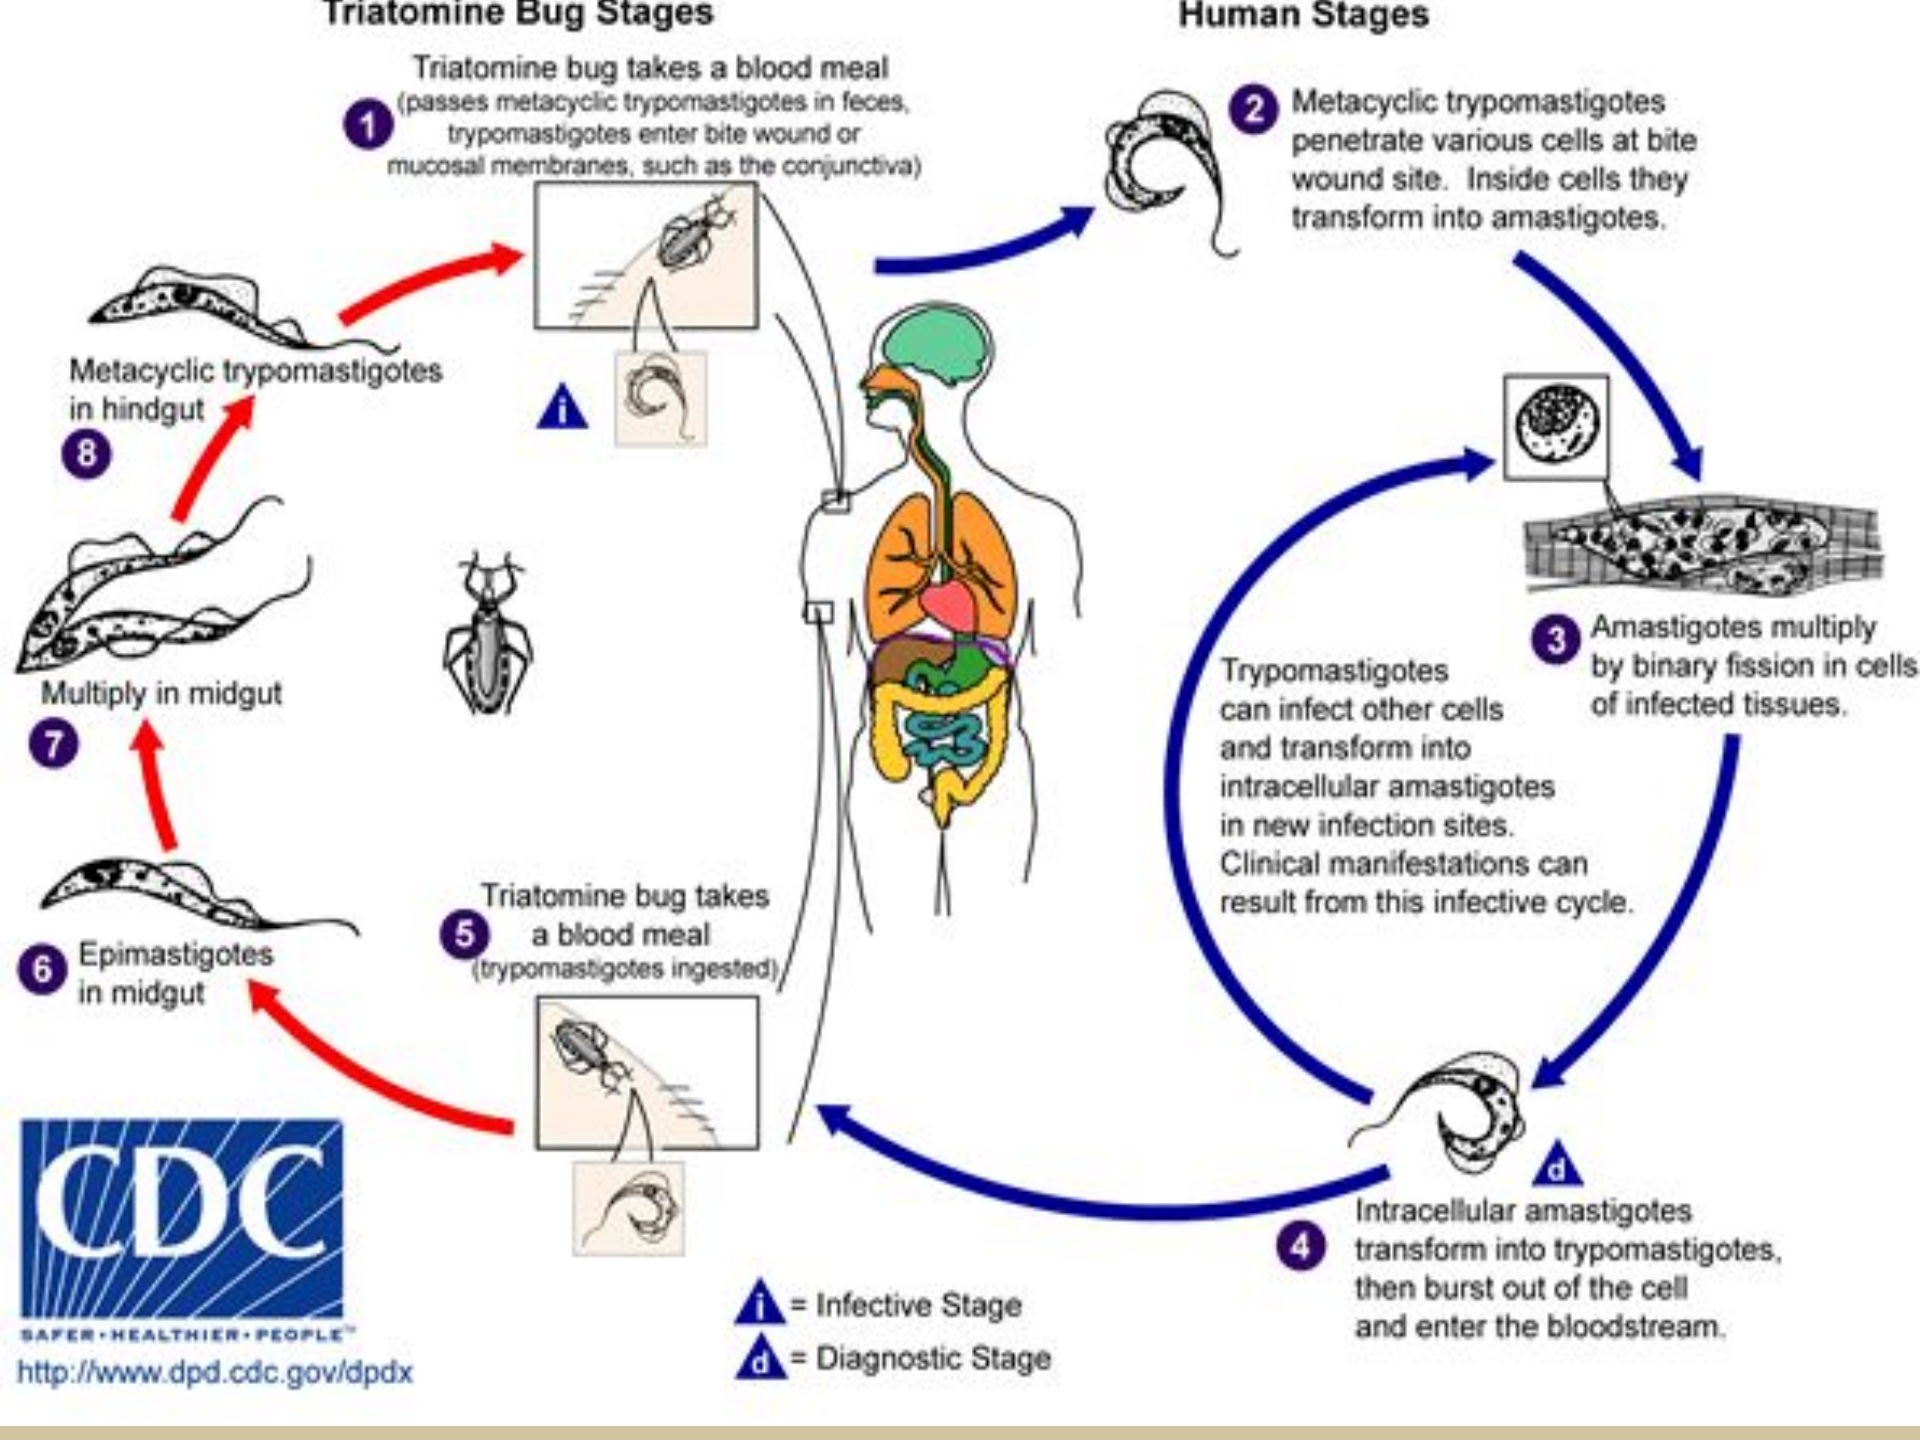 Triatomine Bug Stages
Human Stages
Triatomine bug takes a blood meal
(passes metacyclic trypomastigotes in feces,
trypomastigotes enter bite wound or
mucosal membranes, such as the conjunctiva)
1
2
Metacyclic trypomastigotes
penetrate various cells at bite
wound site. Inside cells they
transform into amastigotes.
i
Metacyclic trypomastigotes
in hindgut
8
3
Amastigotes multiply
by binary fission in cells
of infected tissues.
Trypomastigotes
can infect other cells
and transform into
intracellular amastigotes
in new infection sites.
Clinical manifestations can
result from this infective cycle.
Multiply in midgut
7
Triatomine bug takes
a blood meal
(trypomastigotes ingested)
5
6
Epimastigotes
in midgut
d
4
Intracellular amastigotes
transform into trypomastigotes,
then burst out of the cell
and enter the bloodstream.
CDC
SAFER•HEALTHIER•PEOPLE™
http://www.dpd.cdc.gov/dpdx
i = Infective Stage
d = Diagnostic Stage